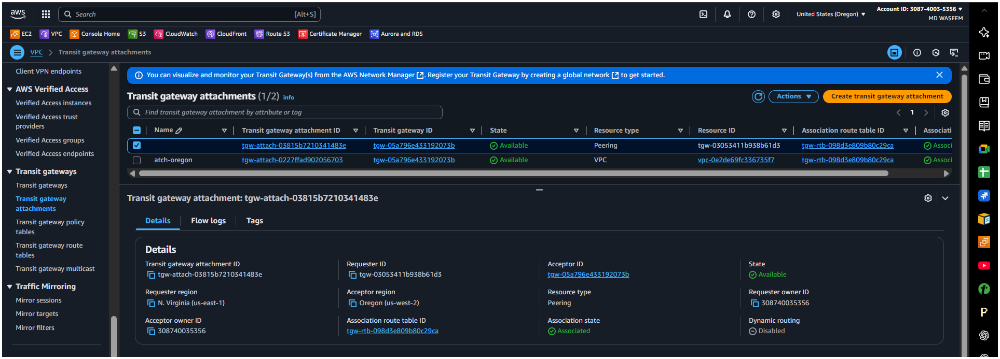 aws
Search [Alt+S]
United States (Oregon)
Account ID: 3087-4003-5356
MD WASEEM
EC2 VPC Console Home S3 CloudWatch CloudFront Route 53 Certificate Manager Aurora and RDS
VPC Transit gateway attachments
Client VPN endpoints
AWS Verified Access
Verified Access instances
Verified Access trust
providers
Verified Access groups
Verified Access endpoints
Transit gateways
Transit gateways
Transit gateway
attachments
Transit gateway policy
tables
Transit gateway route
tables
Transit gateway multicast
Traffic Mirroring
Mirror sessions
Mirror targets
Mirror filters
You can visualize and monitor your Transit Gateway(s) from the AWS Network Manager. Register your Transit Gateway by creating a global network to get started.
Transit gateway attachments (1/2) info
Actions
Create transit gateway attachment
Find transit gateway attachment by attribute or tag
1
Name Transit gateway attachment ID Transit gateway ID State Resource type Resource ID Association route table ID Associati
tgw-attach-03815b7210341483e tgw-05a796e433192073b Available Peering tgw-03053411b938b61d3 tgw-rtb-098d3e809b80c29ca Associ
atch-oregon tgw-attach-0227ffad902056703 tgw-05a796e433192073b Available VPC vpc-0e2de69fc336735f7 tgw-rtb-098d3e809b80c29ca Associ
Transit gateway attachment: tgw-attach-03815b7210341483e
Details Flow logs Tags
Details
Transit gateway attachment ID Requester ID Acceptor ID State
tgw-attach-03815b7210341483e tgw-03053411b938b61d3 tgw-05a796e433192073b Available
Requester region Acceptor region Resource type Requester owner ID
N. Virginia (us-east-1) Oregon (us-west-2) Peering 308740035356
Acceptor owner ID Association route table ID Association state Dynamic routing
308740035356 tgw-rtb-098d3e809b80c29ca Associated Disabled
P